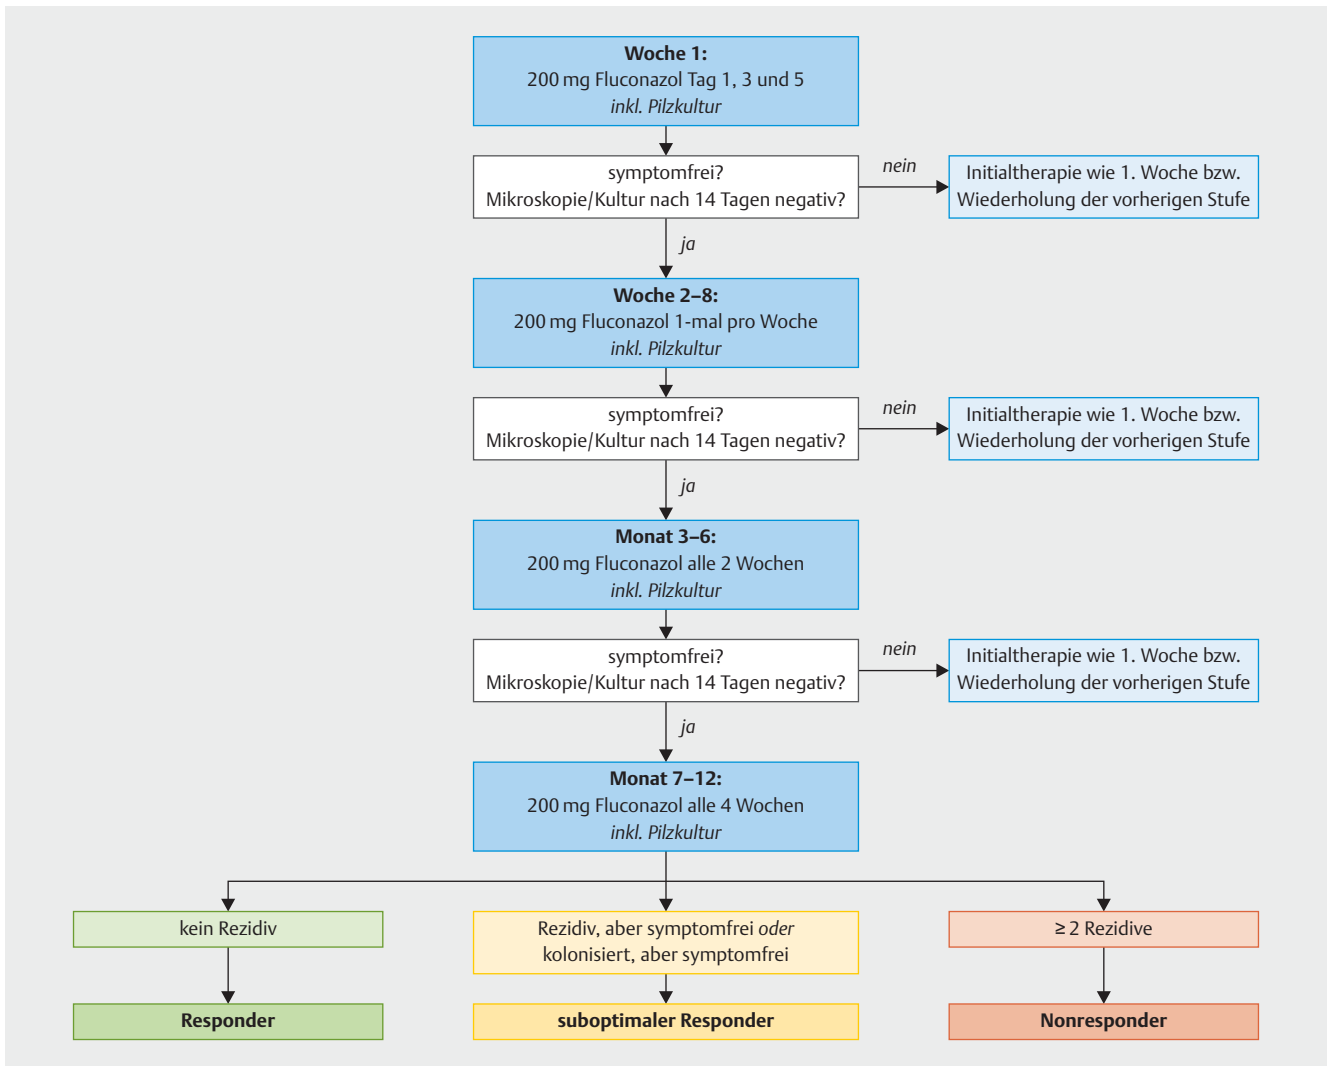 Woche 1:
200 mg Fluconazol Tag 1, 3 und 5
inkl. Pilzkultur
symptomfrei?
Mikroskopie/Kultur nach 14 Tagen negativ?
nein
Initialtherapie wie 1. Woche bzw.
Wiederholung der vorherigen Stufe
ja
Woche 2–8:
200 mg Fluconazol 1-mal pro Woche
inkl. Pilzkultur
symptomfrei?
Mikroskopie/Kultur nach 14 Tagen negativ?
nein
Initialtherapie wie 1. Woche bzw.
Wiederholung der vorherigen Stufe
ja
Monat 3–6:
200 mg Fluconazol alle 2 Wochen
inkl. Pilzkultur
symptomfrei?
Mikroskopie/Kultur nach 14 Tagen negativ?
nein
Initialtherapie wie 1. Woche bzw.
Wiederholung der vorherigen Stufe
ja
Monat 7–12:
200 mg Fluconazol alle 4 Wochen
inkl. Pilzkultur
kein Rezidiv
Rezidiv, aber symptomfrei oder
kolonisiert, aber symptomfrei
≥ 2 Rezidive
Responder
suboptimaler Responder
Nonresponder